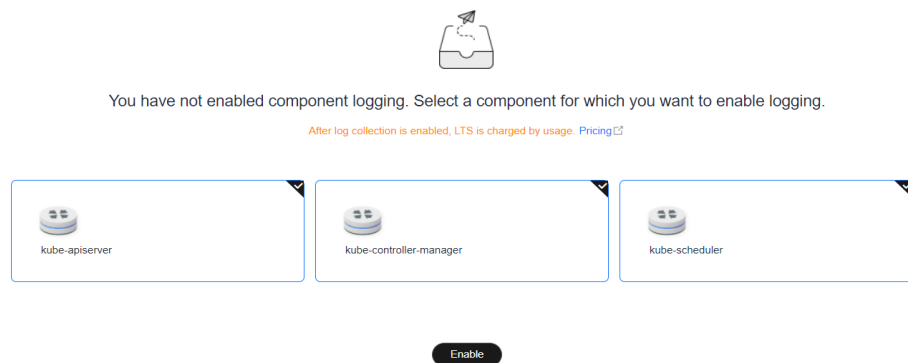 You have not enabled component logging. Select a component for which you want to enable logging.
After log collection is enabled, LTS is charged by usage. Pricing
kube-apiserver
kube-controller-manager
kube-scheduler
Enable